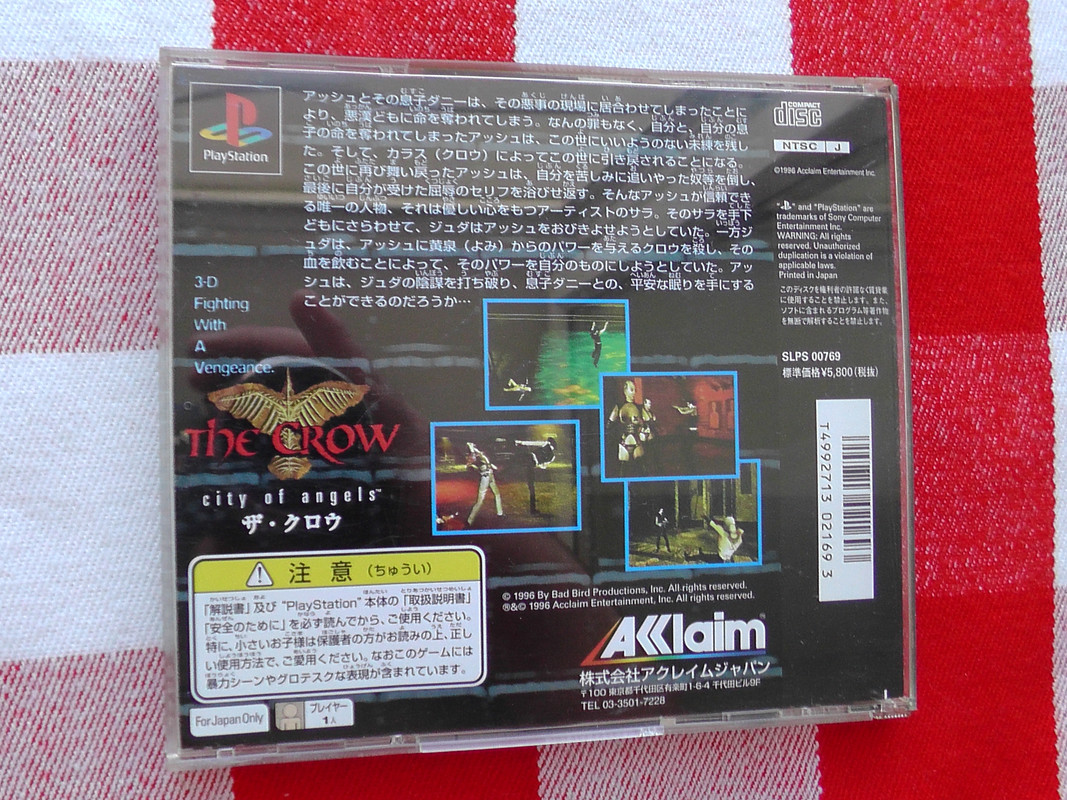 PlayStation
アッシュとその息子ダニーは、その悪事の現場に居合わせてしまったことに
より、悪漢どもに命を奪われてしまう。なんの罪もなく、自分と、自分の息
子の命を奪われてしまったアッシュは、この世にいいようのない未練を残し
た。そして、カラス（クロウ）によってこの世に引き戻されることになる。
この世に再び舞い戻ったアッシュは、自分を苦しみに追いやった奴等を倒し、
最後に自分が受けた屈辱のセリフを浴びせ返す。そんなアッシュが信頼でき
る唯一の人物、それは優しい心をもつアーティストのサラ。そのサラを手下
どもにさらわせて、ジュダはアッシュをおびきよせようとしていた。一方ジ
ュダは、アッシュに黄泉（よみ）からのパワーを与えるクロウを殺し、その
血を飲むことによって、そのパワーを自分のものにしようとしていた。アッ
シュは、ジュダの陰謀を打ち破り、息子ダニーとの、平安な眠りを手にする
ことができるのだろうか…
COMPACT
disc
NTSC J
©1996 Acclaim Entertainment Inc.
" " and "PlayStation" are
trademarks of Sony Computer
Entertainment Inc.
WARNING: All rights
reserved. Unauthorized
duplication is a violation of
applicable laws.
Printed in Japan
このディスクを権利者の許諾なく賃貸業
に使用することを禁止します。また、
ソフトに含まれるプログラム等著作物
を無断で解析することを禁止します。
SLPS 00769
標準価格¥5,800(税抜)
T4992713 02169 3
3-D
Fighting
With
A
Vengeance.
THE CROW
city of angels™
ザ・クロウ
注意（ちゅうい）
「解説書」及び "PlayStation" 本体の「取扱説明書」
「安全のために」を必ず読んでから、ご使用ください。
特に、小さいお子様は保護者の方がお読みの上、正し
い使用方法で、ご愛用ください。なおこのゲームには
暴力シーンやグロテスクな表現が含まれています。
For Japan Only
プレイヤー
1人
© 1996 By Bad Bird Productions, Inc. All rights reserved.
®&© 1996 Acclaim Entertainment, Inc. All rights reserved.
AKKlaim
株式会社アクレイムジャパン
〒100 東京都千代田区有楽町1-6-4 千代田ビル9F
TEL 03-3501-7228